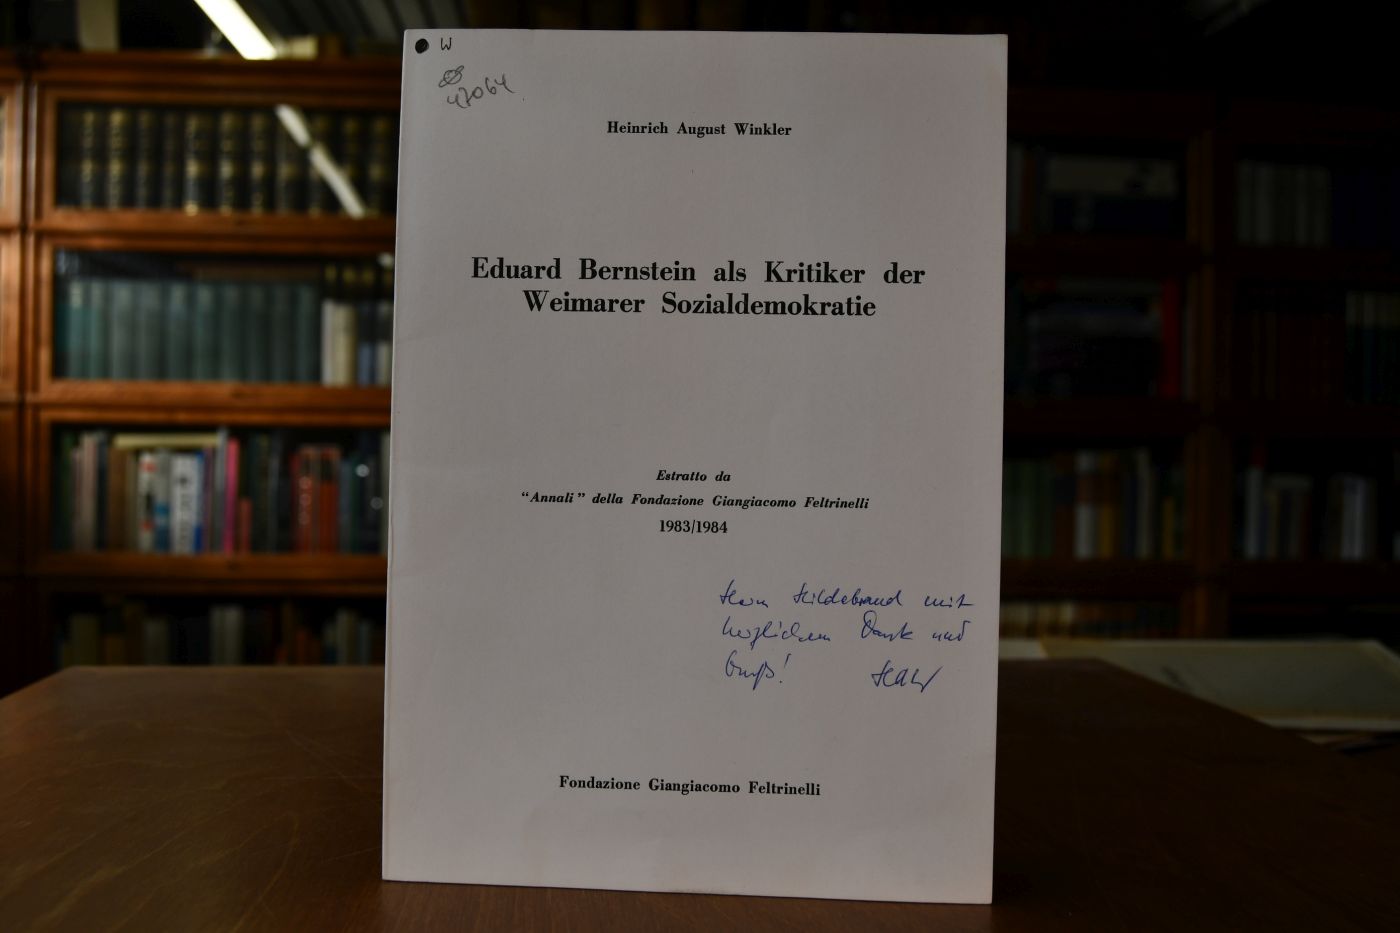 W
47064
Heinrich August Winkler
Eduard Bernstein als Kritiker der
Weimarer Sozialdemokratie
Estratto da
“Annali” della Fondazione Giangiacomo Feltrinelli
1983/1984
Herrn Hildebrand mit
herzlichem Dank und
Gruß!
HAW
Fondazione Giangiacomo Feltrinelli